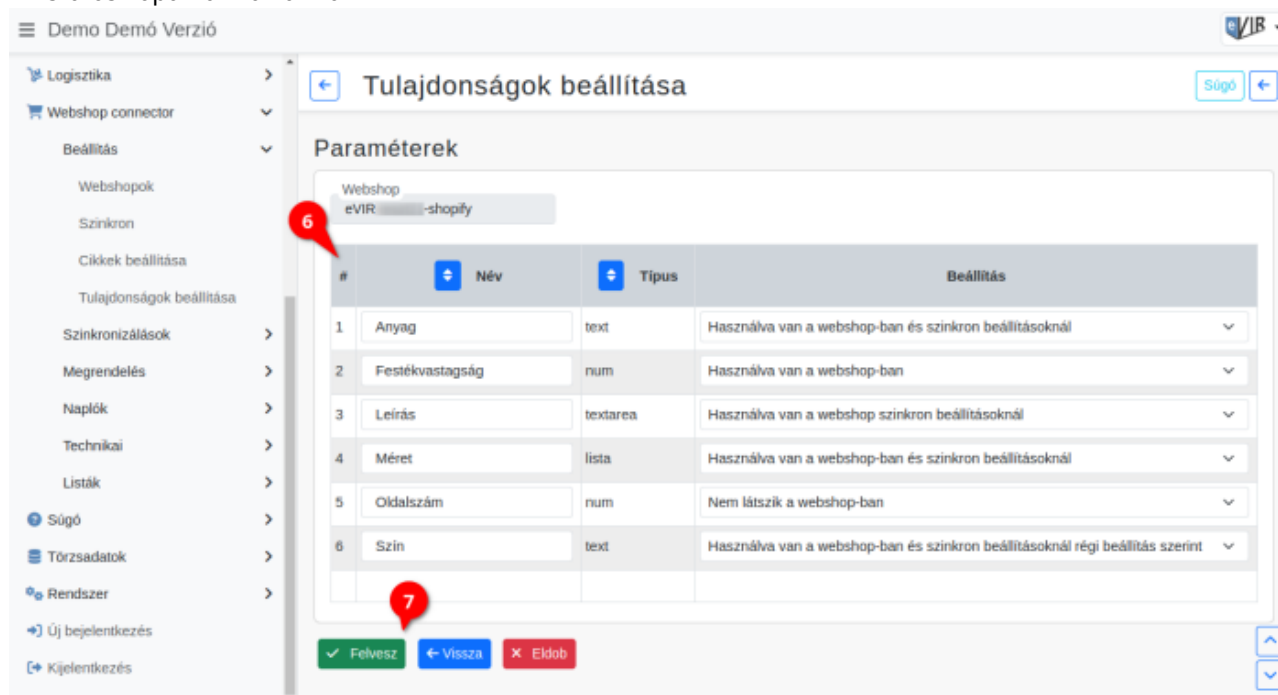 Demo Demó Verzió
eVIR
Logisztika
Webshop connector
Beállítás
Webshopok
Szinkron
Cikkek beállítása
Tulajdonságok beállítása
Szinkronizálások
Megrendelés
Naplók
Technikai
Listák
Súgó
Törzsadatok
Rendszer
Új bejelentkezés
Kijelentkezés
Tulajdonságok beállítása
Súgó
Paraméterek
Webshop
eVIR -shopify
6
# Név Típus Beállítás
1 Anyag text Használva van a webshop-ban és szinkron beállításoknál
2 Festékvastagság num Használva van a webshop-ban
3 Leírás textarea Használva van a webshop szinkron beállításoknál
4 Méret lista Használva van a webshop-ban és szinkron beállításoknál
5 Oldalszám num Nem látszik a webshop-ban
6 Szín text Használva van a webshop-ban és szinkron beállításoknál régi beállítás szerint
7
Felvesz Vissza Eldob